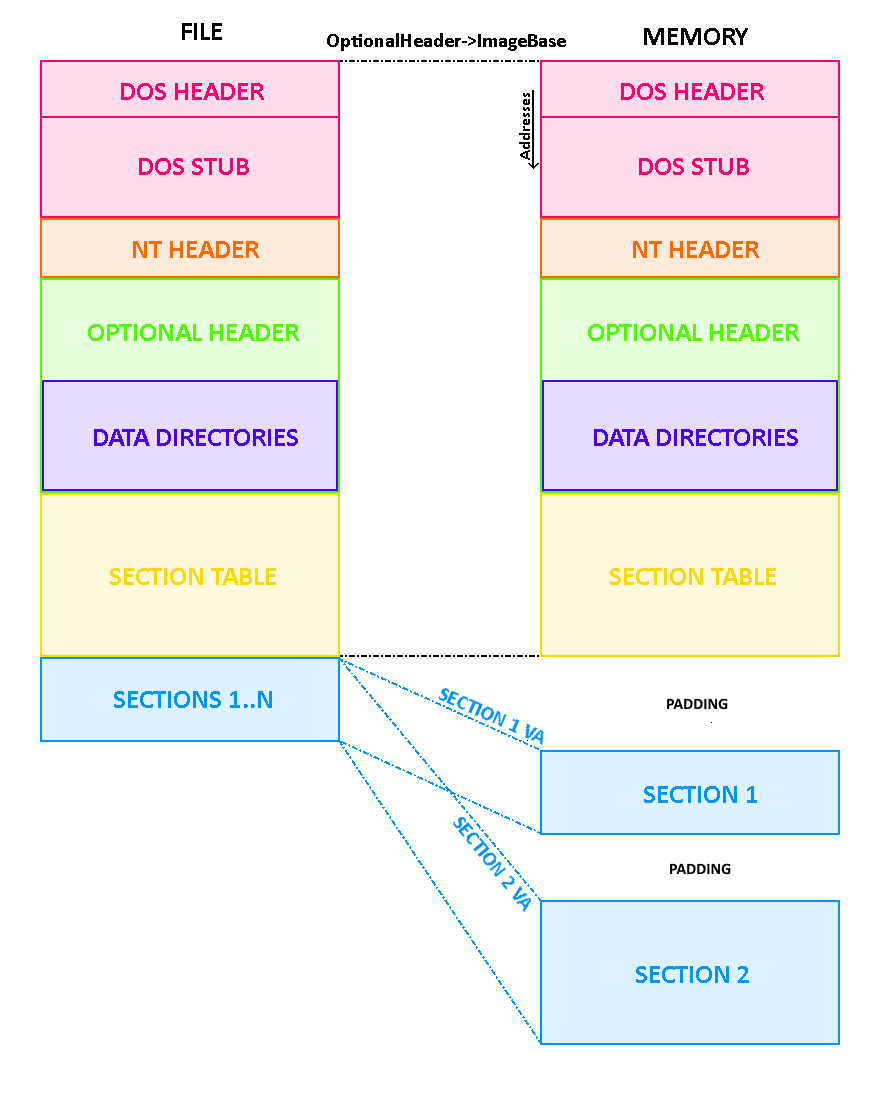 FILE
OptionalHeader->ImageBase
MEMORY
DOS HEADER
DOS HEADER
Addresses
DOS STUB
DOS STUB
NT HEADER
NT HEADER
OPTIONAL HEADER
OPTIONAL HEADER
DATA DIRECTORIES
DATA DIRECTORIES
SECTION TABLE
SECTION TABLE
SECTIONS 1..N
SECTION 1 VA
PADDING
SECTION 1
SECTION 2 VA
PADDING
SECTION 2